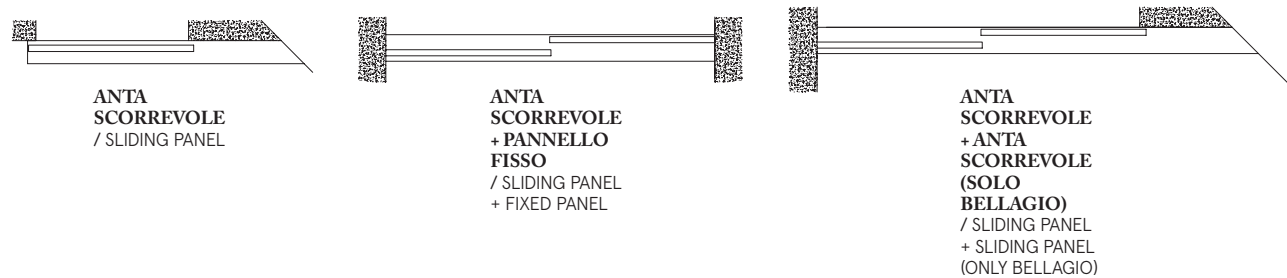 ANTA
SCORREVOLE
/ SLIDING PANEL
ANTA
SCORREVOLE
+ PANNELLO
FISSO
/ SLIDING PANEL
+ FIXED PANEL
ANTA
SCORREVOLE
+ ANTA
SCORREVOLE
(SOLO
BELLAGIO)
/ SLIDING PANEL
+ SLIDING PANEL
(ONLY BELLAGIO)